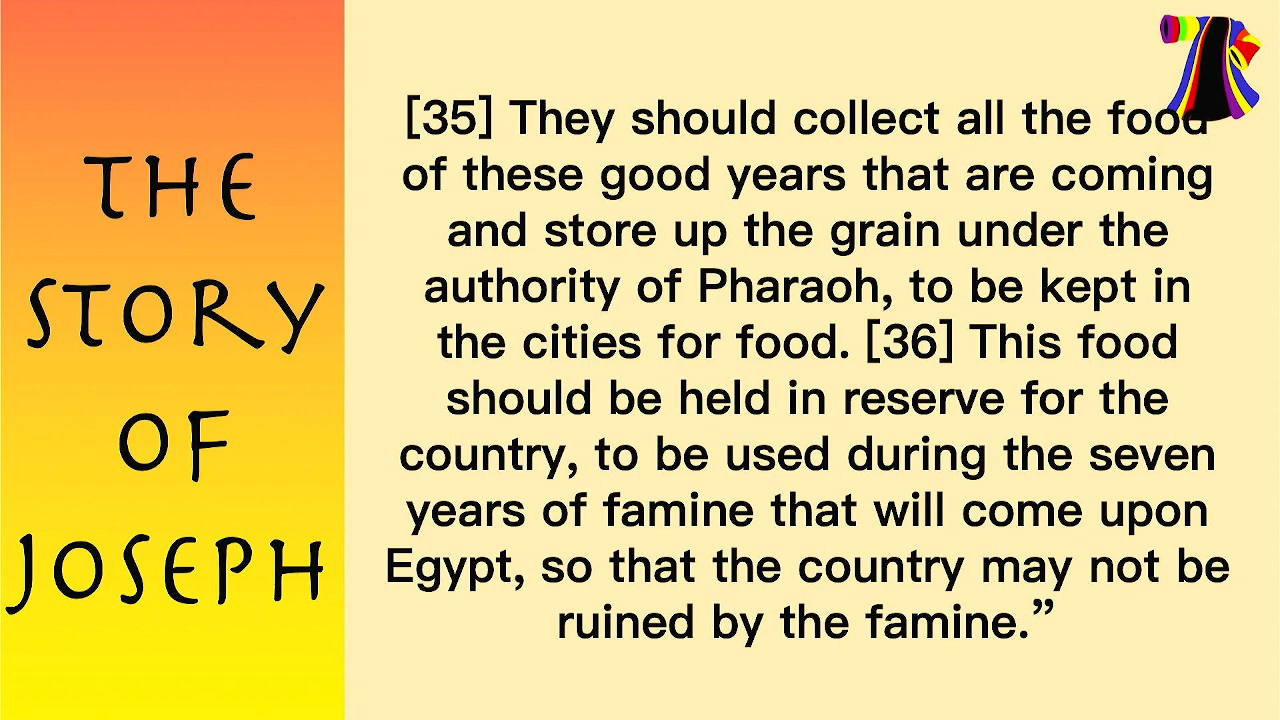 THE
STORY
OF
JOSEPH
[35] They should collect all the food
of these good years that are coming
and store up the grain under the
authority of Pharaoh, to be kept in
the cities for food. [36] This food
should be held in reserve for the
country, to be used during the seven
years of famine that will come upon
Egypt, so that the country may not be
ruined by the famine.”